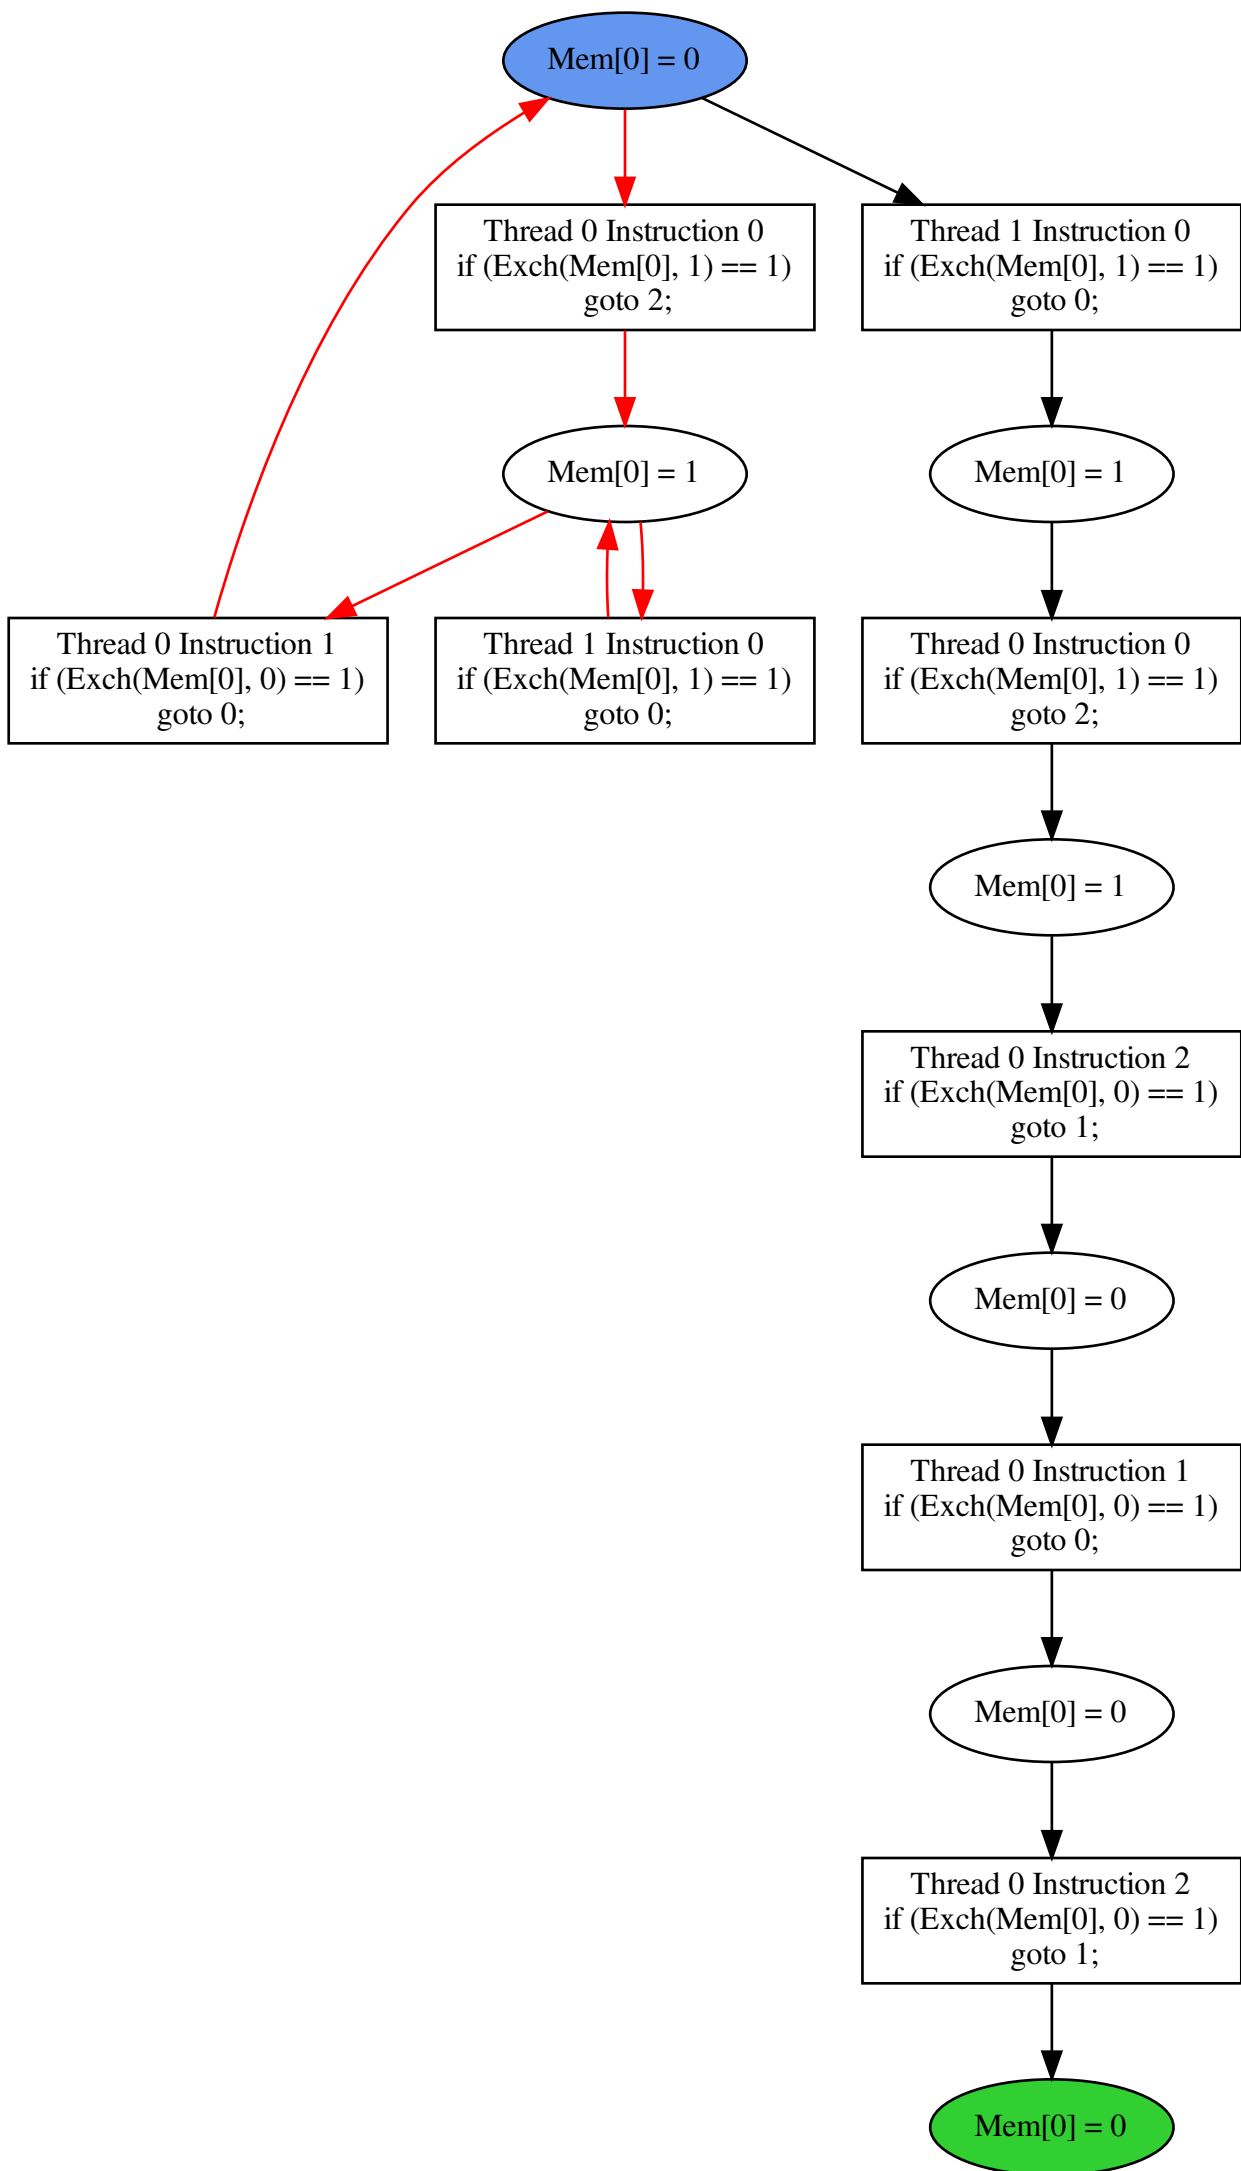 Mem[0] = 0
Thread 0 Instruction 0
if (Exch(Mem[0], 1) == 1)
goto 2;
Thread 1 Instruction 0
if (Exch(Mem[0], 1) == 1)
goto 0;
Mem[0] = 1
Mem[0] = 1
Thread 0 Instruction 1
if (Exch(Mem[0], 0) == 1)
goto 0;
Thread 1 Instruction 0
if (Exch(Mem[0], 1) == 1)
goto 0;
Thread 0 Instruction 0
if (Exch(Mem[0], 1) == 1)
goto 2;
Mem[0] = 1
Thread 0 Instruction 2
if (Exch(Mem[0], 0) == 1)
goto 1;
Mem[0] = 0
Thread 0 Instruction 1
if (Exch(Mem[0], 0) == 1)
goto 0;
Mem[0] = 0
Thread 0 Instruction 2
if (Exch(Mem[0], 0) == 1)
goto 1;
Mem[0] = 0